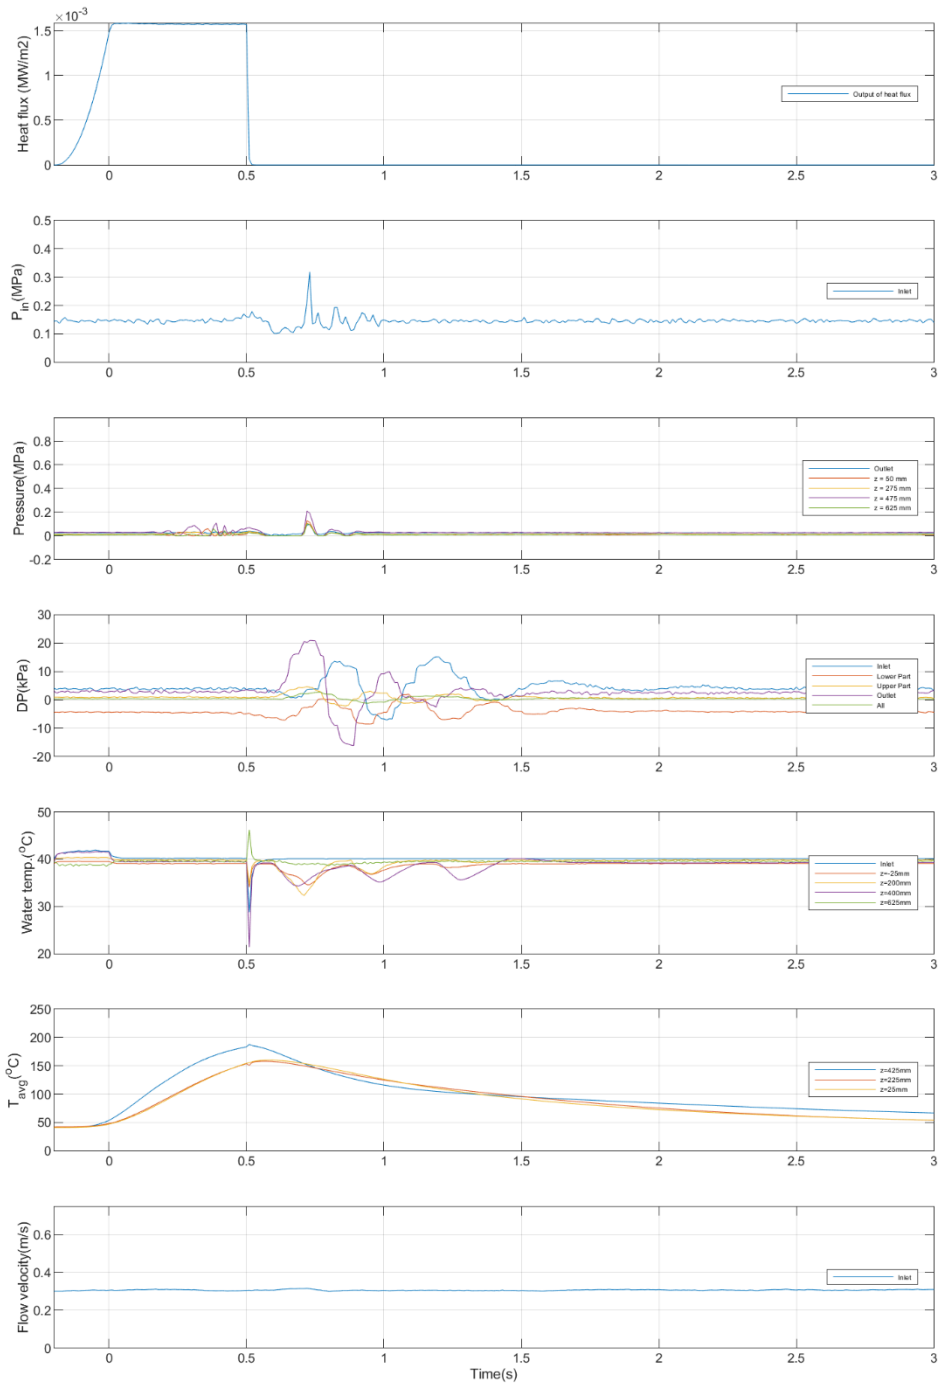 ×10⁻³
1.5
1
0.5
0
Heat flux (MW/m2)
Output of heat flux
0 0.5 1 1.5 2 2.5 3
0.5
0.4
0.3
0.2
0.1
0
P_in(MPa)
Inlet
0 0.5 1 1.5 2 2.5 3
0.8
0.6
0.4
0.2
0
-0.2
Pressure(MPa)
Outlet
z = 50 mm
z = 275 mm
z = 475 mm
z = 625 mm
0 0.5 1 1.5 2 2.5 3
30
20
10
0
-10
-20
DP(kPa)
Inlet
Lower Part
Upper Part
Outlet
All
0 0.5 1 1.5 2 2.5 3
50
40
30
20
Water temp.(°C)
Inlet
z=-25mm
z=200mm
z=400mm
z=625mm
0 0.5 1 1.5 2 2.5 3
250
200
150
100
50
0
T_avg(°C)
z=425mm
z=225mm
z=25mm
0 0.5 1 1.5 2 2.5 3
0.6
0.4
0.2
0
Flow velocity(m/s)
Inlet
0 0.5 1 1.5 2 2.5 3
Time(s)